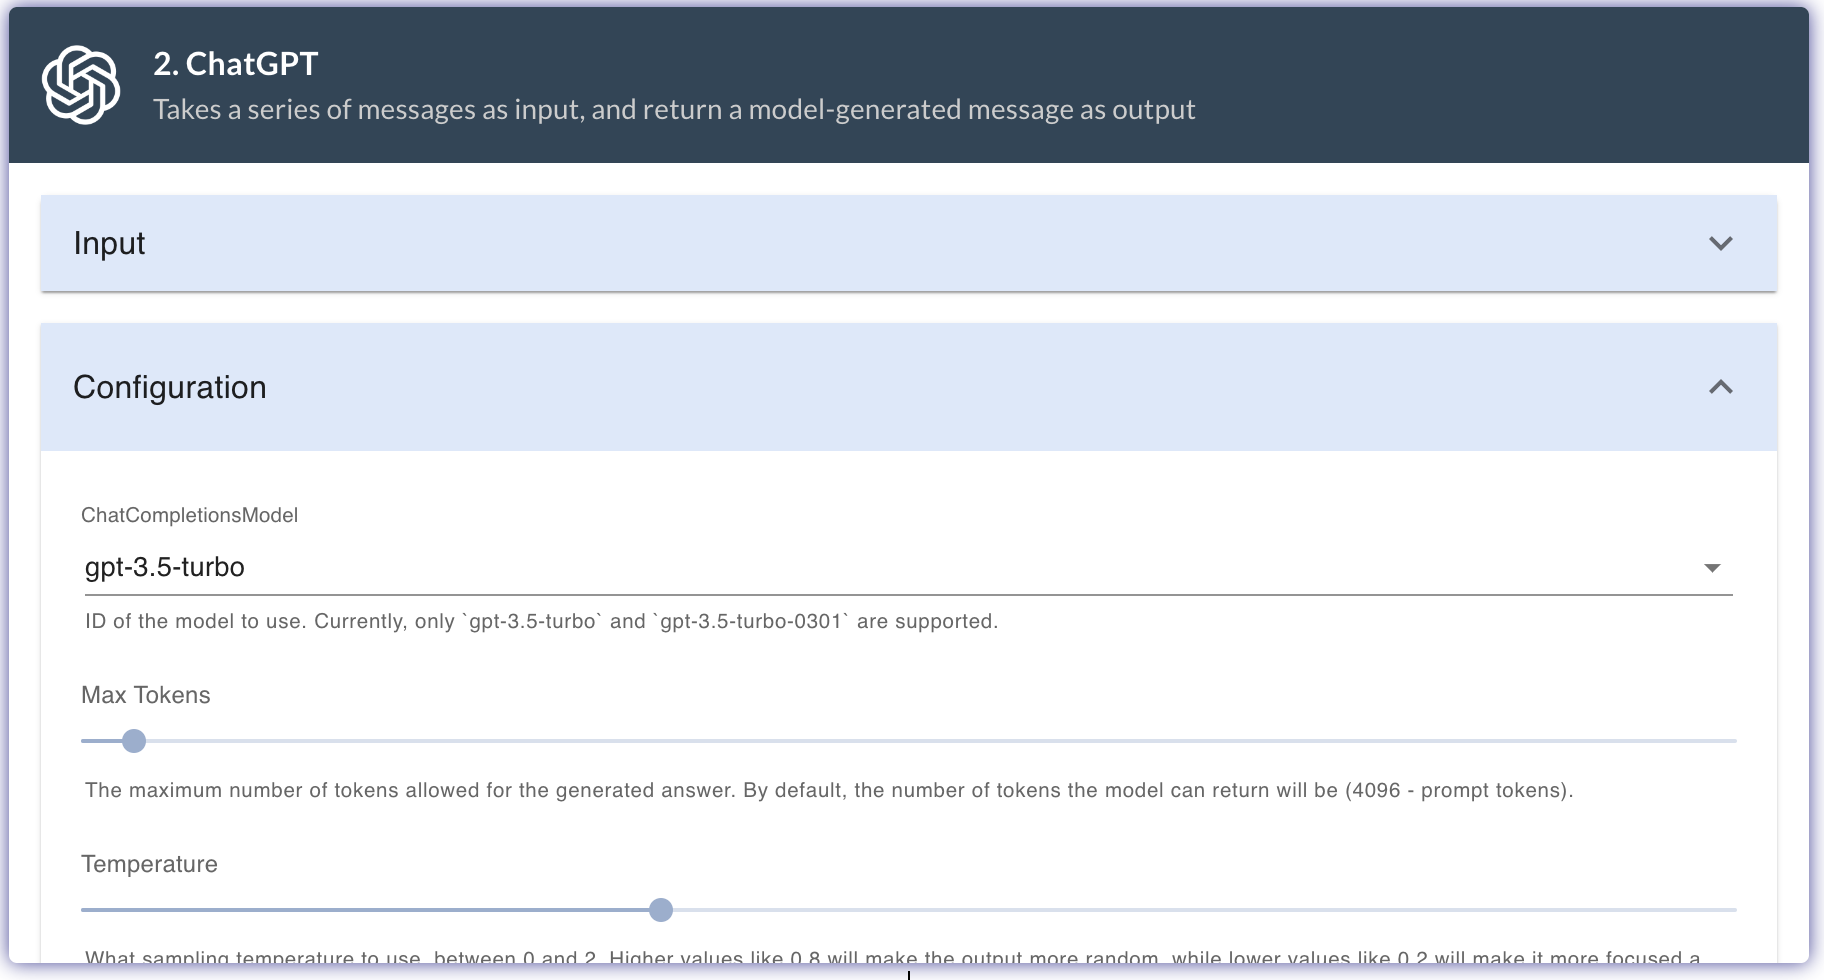 2. ChatGPT
Takes a series of messages as input, and return a model-generated message as output
Input
Configuration
ChatCompletionsModel
gpt-3.5-turbo
ID of the model to use. Currently, only `gpt-3.5-turbo` and `gpt-3.5-turbo-0301` are supported.
Max Tokens
The maximum number of tokens allowed for the generated answer. By default, the number of tokens the model can return will be (4096 - prompt tokens).
Temperature
What sampling temperature to use, between 0 and 2. Higher values like 0.8 will make the output more random, while lower values like 0.2 will make it more focused a